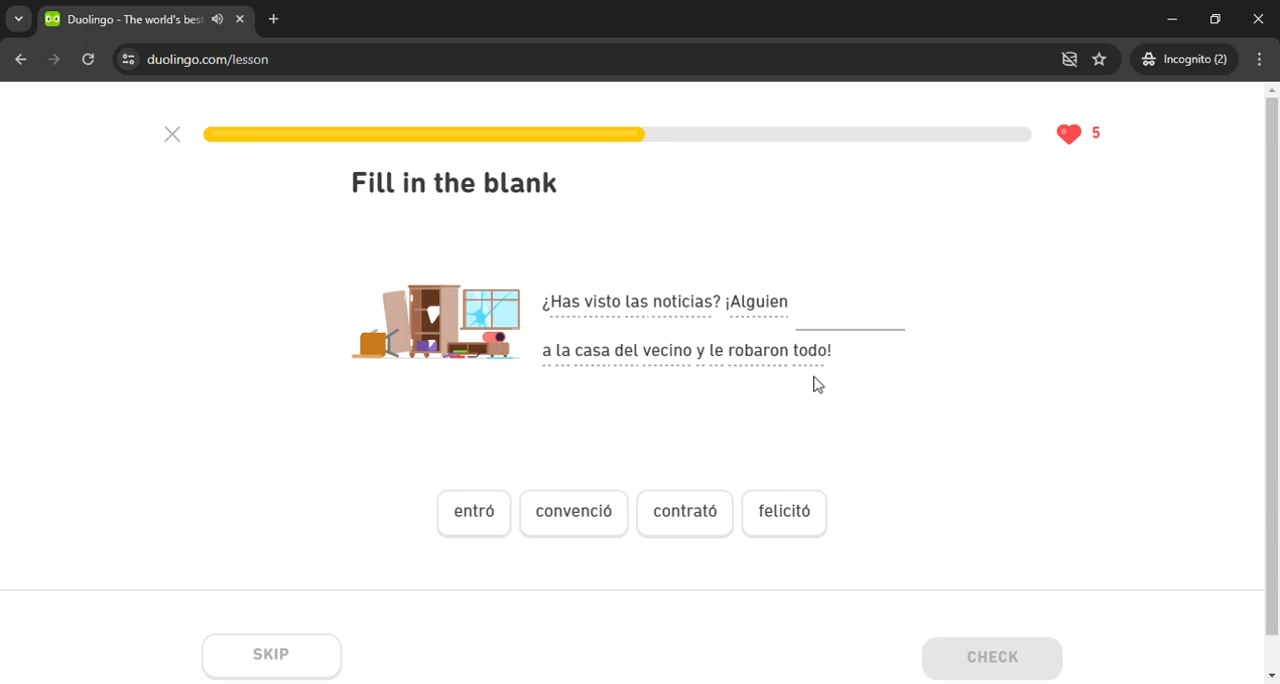 Duolingo - The world's bes
duolingo.com/lesson
Incognito (2)
5
Fill in the blank
¿Has visto las noticias? ¡Alguien
a la casa del vecino y le robaron todo!
entró convenció contrató felicitó
SKIP CHECK